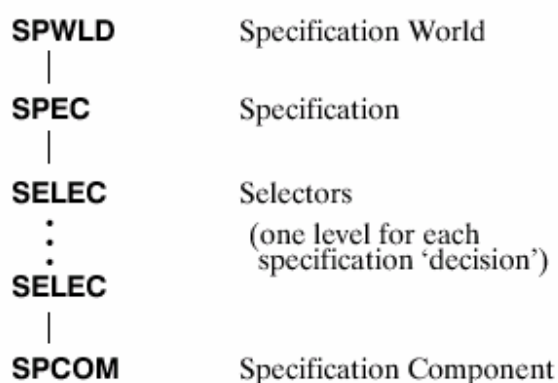 SPWLD Specification World
SPEC Specification
SELEC Selectors
(one level for each
specification ‘decision’)
SELEC
SPCOM Specification Component